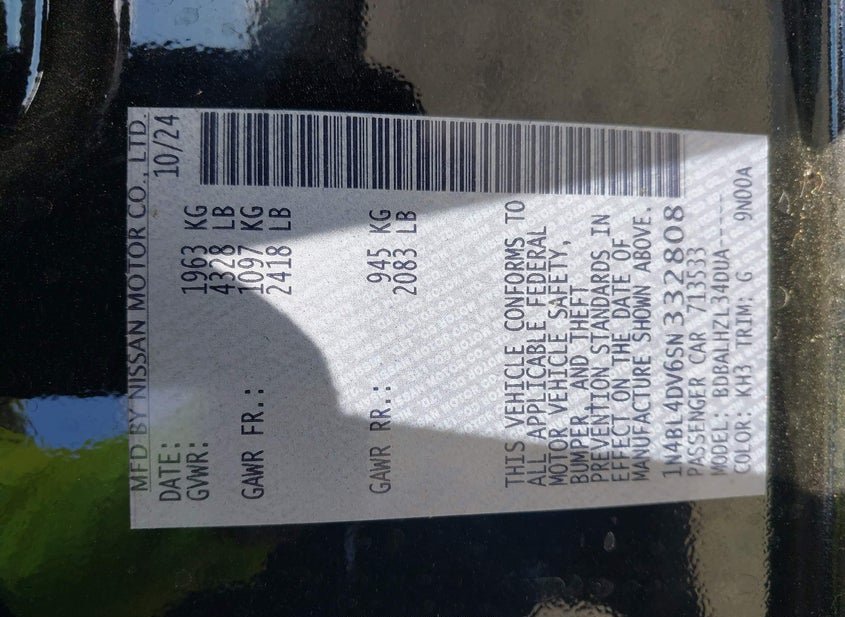 MFD BY NISSAN MOTOR CO., LTD.
DATE: 10/24
GVWR: 1963 KG
4328 LB
GAWR FR.: 1097 KG
2418 LB
GAWR RR.: 945 KG
2083 LB
THIS VEHICLE CONFORMS TO
ALL APPLICABLE FEDERAL
MOTOR VEHICLE SAFETY,
BUMPER, AND THEFT
PREVENTION STANDARDS IN
EFFECT ON THE DATE OF
MANUFACTURE SHOWN ABOVE.
1N4BL4DV6SN332808
PASSENGER CAR 713533
MODEL: BDBALHZL34DUA-----
COLOR: KH3 TRIM: G 9N00A